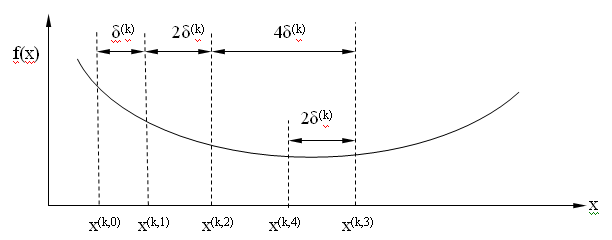 δ(k) 2δ(k) 4δ(k)
f(x)
2δ(k)
x
x(k,0) x(k,1) x(k,2) x(k,4) x(k,3)